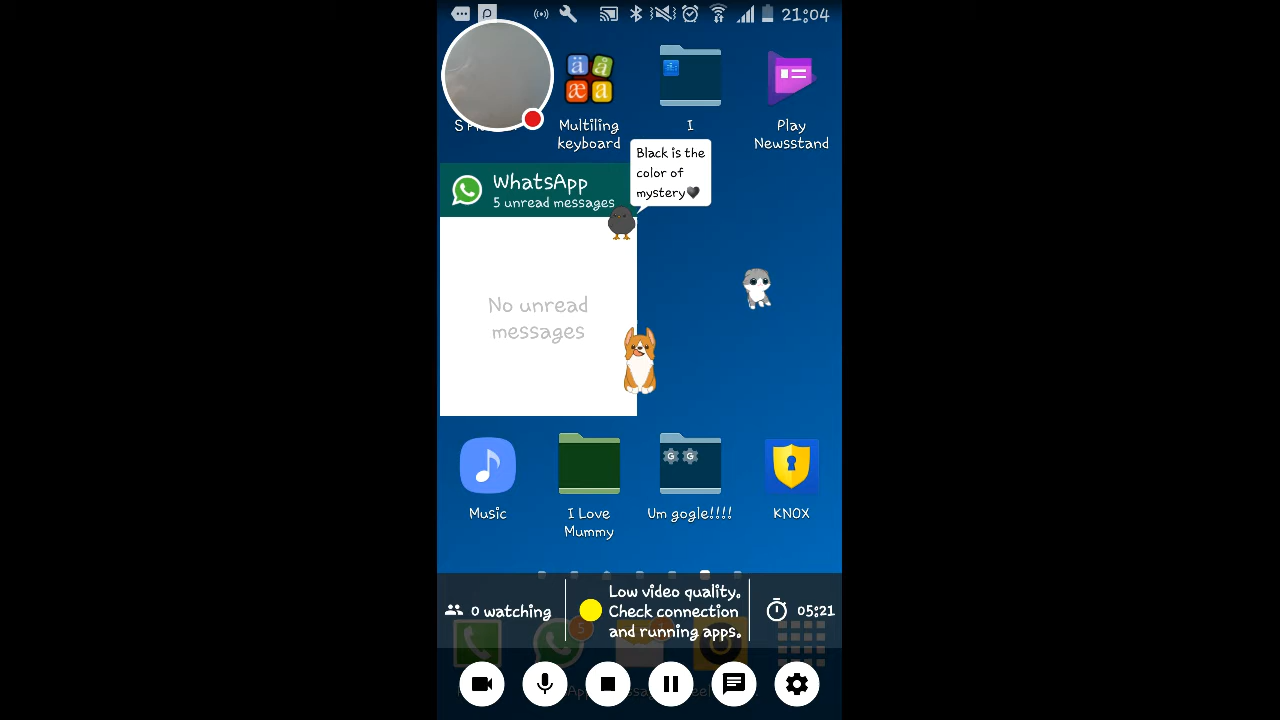 21:04
Multiling
keyboard
I
Play
Newsstand
Black is the
color of
mystery🖤
WhatsApp
5 unread messages
No unread
messages
Music
I Love
Mummy
Um gogle!!!!
KNOX
0 watching
Low video quality.
Check connection
and running apps.
05:21